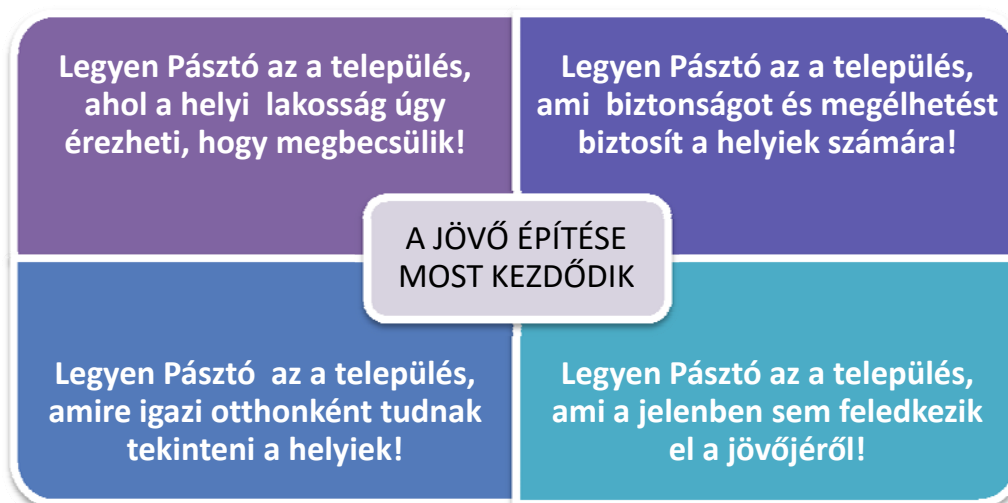 Legyen Pásztó az a település,
ahol a helyi lakosság úgy
érezheti, hogy megbecsülik!
Legyen Pásztó az a település,
ami biztonságot és megélhetést
biztosít a helyiek számára!
A JÖVŐ ÉPÍTÉSE
MOST KEZDŐDIK
Legyen Pásztó az a település,
amire igazi otthonként tudnak
tekinteni a helyiek!
Legyen Pásztó az a település,
ami a jelenben sem feledkezik
el a jövőjéről!